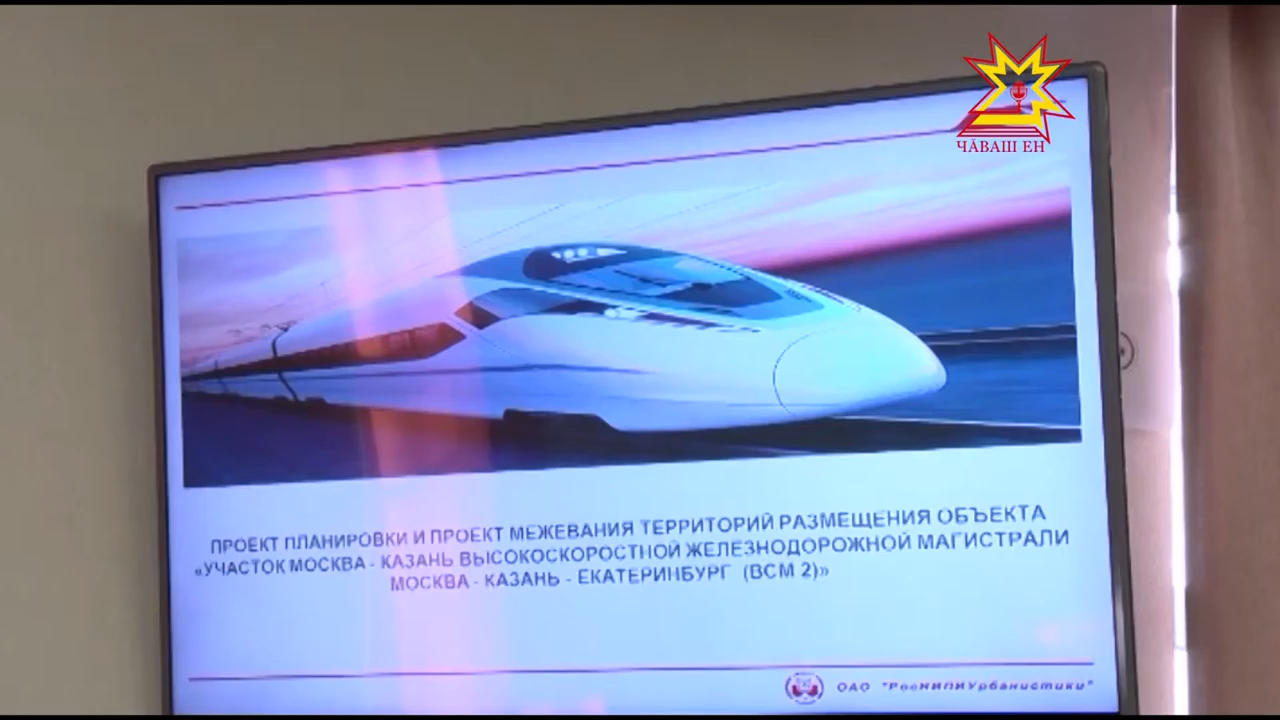 ЧӐВАШ ЕН
ПРОЕКТ ПЛАНИРОВКИ И ПРОЕКТ МЕЖЕВАНИЯ ТЕРРИТОРИЙ РАЗМЕЩЕНИЯ ОБЪЕКТА
«УЧАСТОК МОСКВА - КАЗАНЬ ВЫСОКОСКОРОСТНОЙ ЖЕЛЕЗНОДОРОЖНОЙ МАГИСТРАЛИ
МОСКВА - КАЗАНЬ - ЕКАТЕРИНБУРГ (ВСМ 2)»
ОАО "РосНИПИУрбанистики"